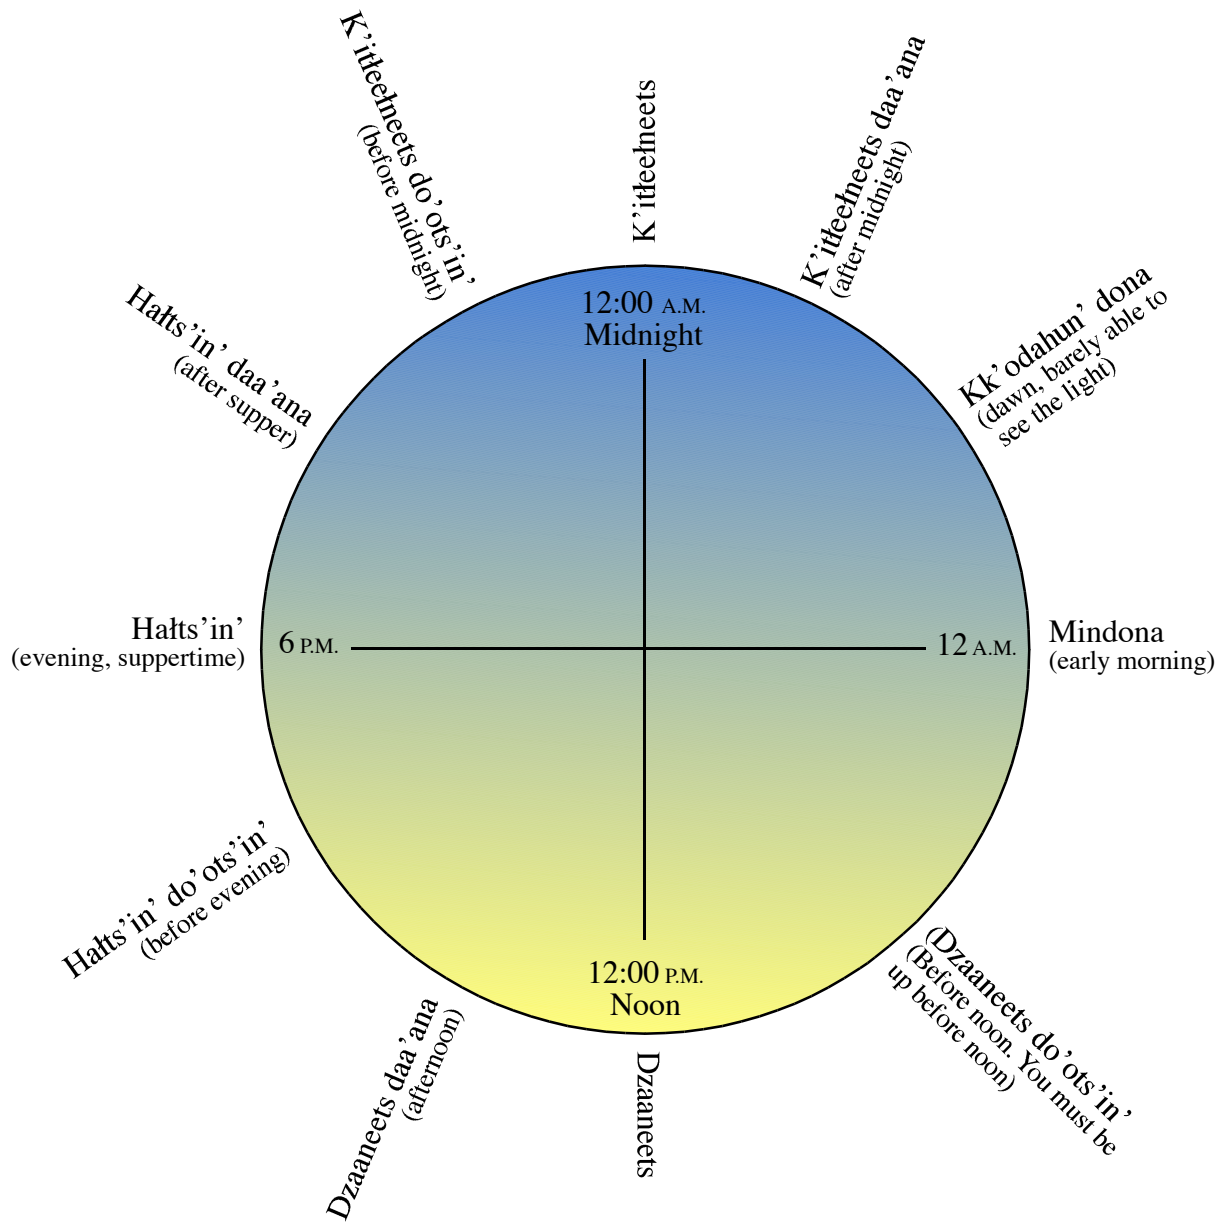 K’itłeełneets
K’itłeełneets daa’ana
(after midnight)
Kk’odahun’ dona
(dawn, barely able to
see the light)
Mindona
(early morning)
(Dzaaneets do’ots’in’
(Before noon. You must be
up before noon)
Dzaaneets
Dzaaneets daa’ana
(afternoon)
Hałts’in’ do’ots’in’
(before evening)
Hałts’in’
(evening, suppertime)
Hałts’in’ daa’ana
(after supper)
K’itłeełneets do’ots’in’
(before midnight)
12:00 A.M.
Midnight
6 P.M.
12 A.M.
12:00 P.M.
Noon